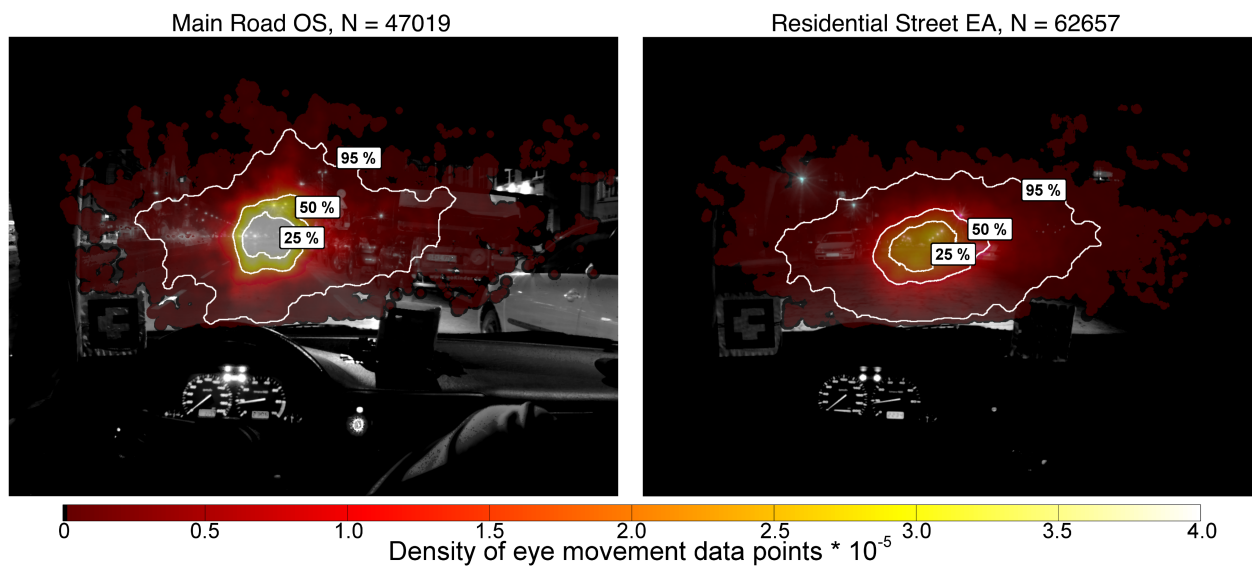 Main Road OS, N = 47019
Residential Street EA, N = 62657
95 %
50 %
25 %
95 %
50 %
25 %
0 0.5 1.0 1.5 2.0 2.5 3.0 3.5 4.0
Density of eye movement data points * 10⁻⁵